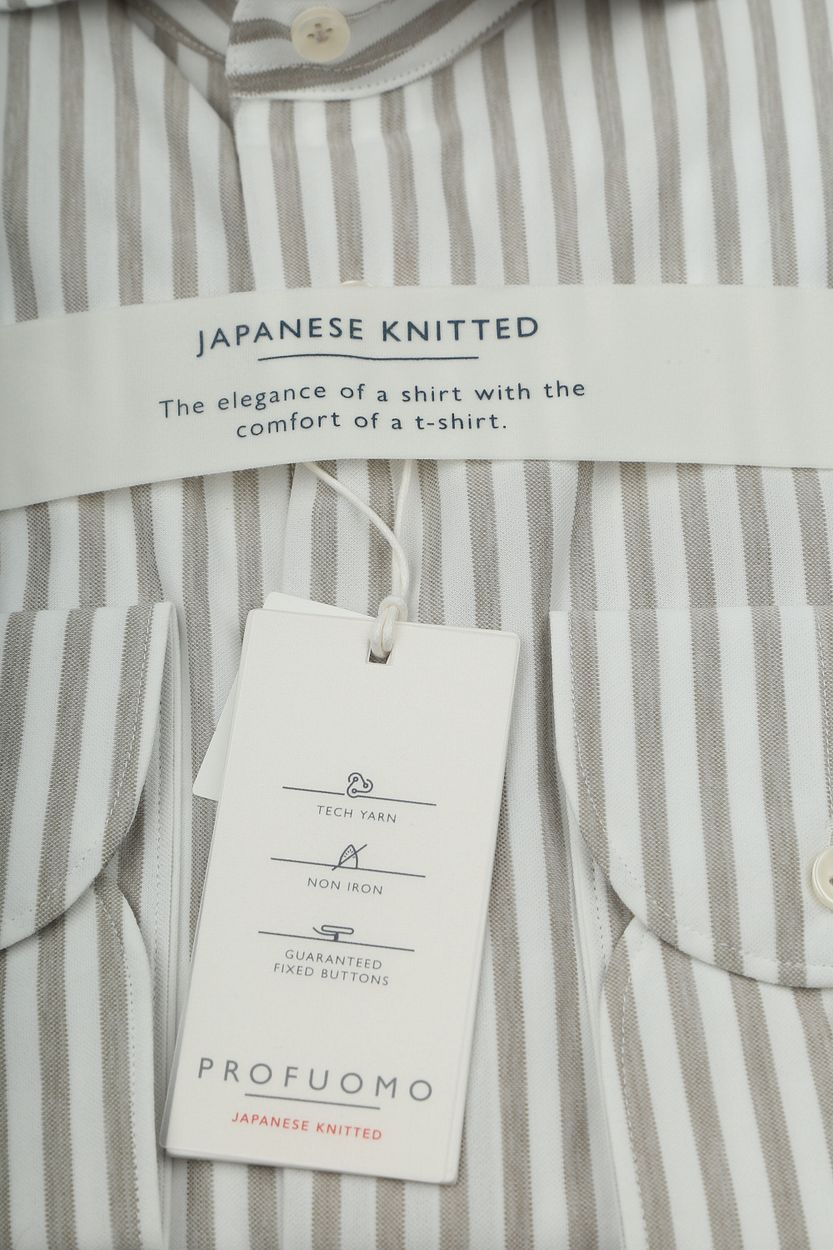 JAPANESE KNITTED
The elegance of a shirt with the
comfort of a t-shirt.
TECH YARN
NON IRON
GUARANTEED
FIXED BUTTONS
PROFUOMO
JAPANESE KNITTED